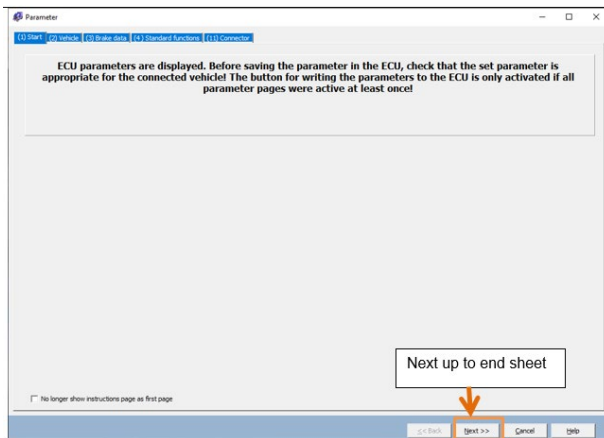 Parameter
(1) Start (2) Vehicle (3) Brake data (4) Standard functions (11) Connector
ECU parameters are displayed. Before saving the parameter in the ECU, check that the set parameter is
appropriate for the connected vehicle! The button for writing the parameters to the ECU is only activated if all
parameter pages were active at least once!
Next up to end sheet
No longer show instructions page as first page
<< Back Next >> Cancel Help